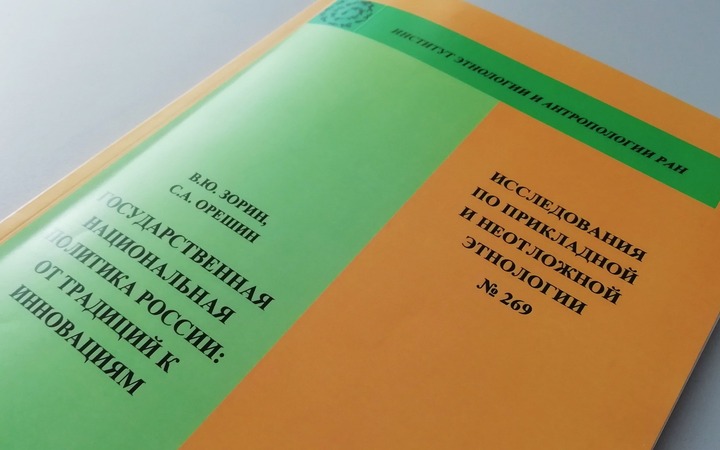 ИНСТИТУТ ЭТНОЛОГИИ И АНТРОПОЛОГИИ РАН
В.Ю. ЗОРИН,
С.А. ОРЕШИН
ГОСУДАРСТВЕННАЯ
НАЦИОНАЛЬНАЯ
ПОЛИТИКА РОССИИ:
ОТ ТРАДИЦИЙ К
ИННОВАЦИЯМ
ИССЛЕДОВАНИЯ
ПО ПРИКЛАДНОЙ
И НЕОТЛОЖНОЙ
ЭТНОЛОГИИ
№ 269